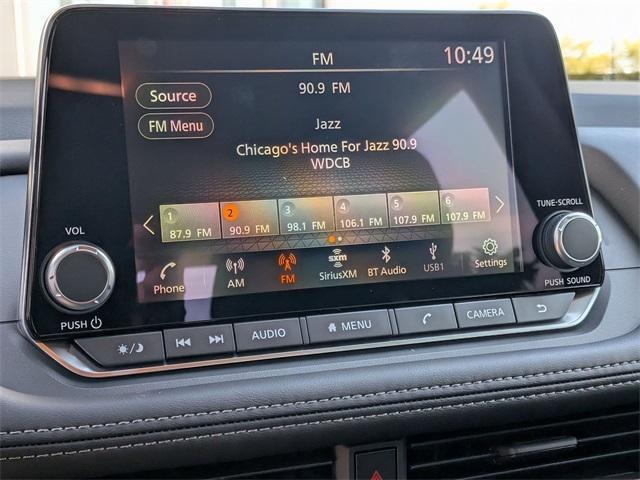 FM
10:49
Source
90.9 FM
FM Menu
Jazz
Chicago's Home For Jazz 90.9
WDCB
1 2 3 4 5 6
87.9 FM 90.9 FM 98.1 FM 106.1 FM 107.9 FM 107.9 FM
Phone AM FM sxm SiriusXM BT Audio USB1 Settings
VOL
PUSH
TUNE-SCROLL
PUSH SOUND
AUDIO MENU CAMERA